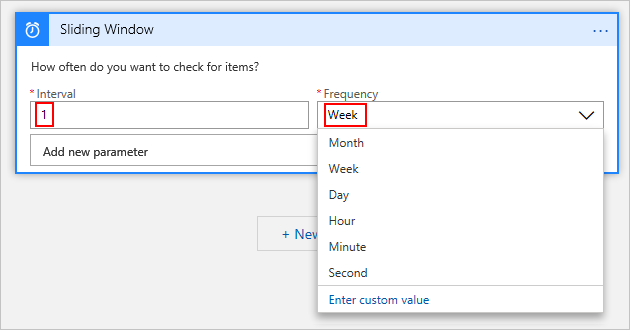 Sliding Window
...
How often do you want to check for items?
*Interval
*Frequency
1
Week
Add new parameter
Month
Week
Day
Hour
Minute
Second
Enter custom value
+ New